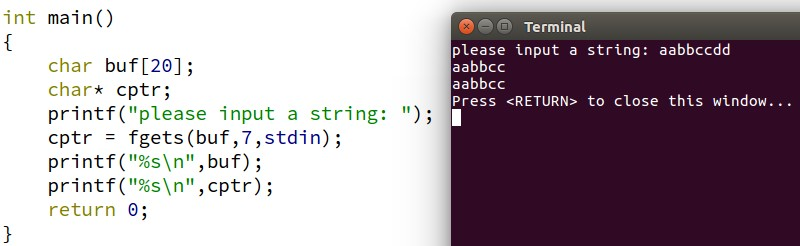 int main()
{
    char buf[20];
    char* cptr;
    printf("please input a string: ");
    cptr = fgets(buf,7,stdin);
    printf("%s\n",buf);
    printf("%s\n",cptr);
    return 0;
}
Terminal
please input a string: aabbccdd
aabbcc
aabbcc
Press <RETURN> to close this window...